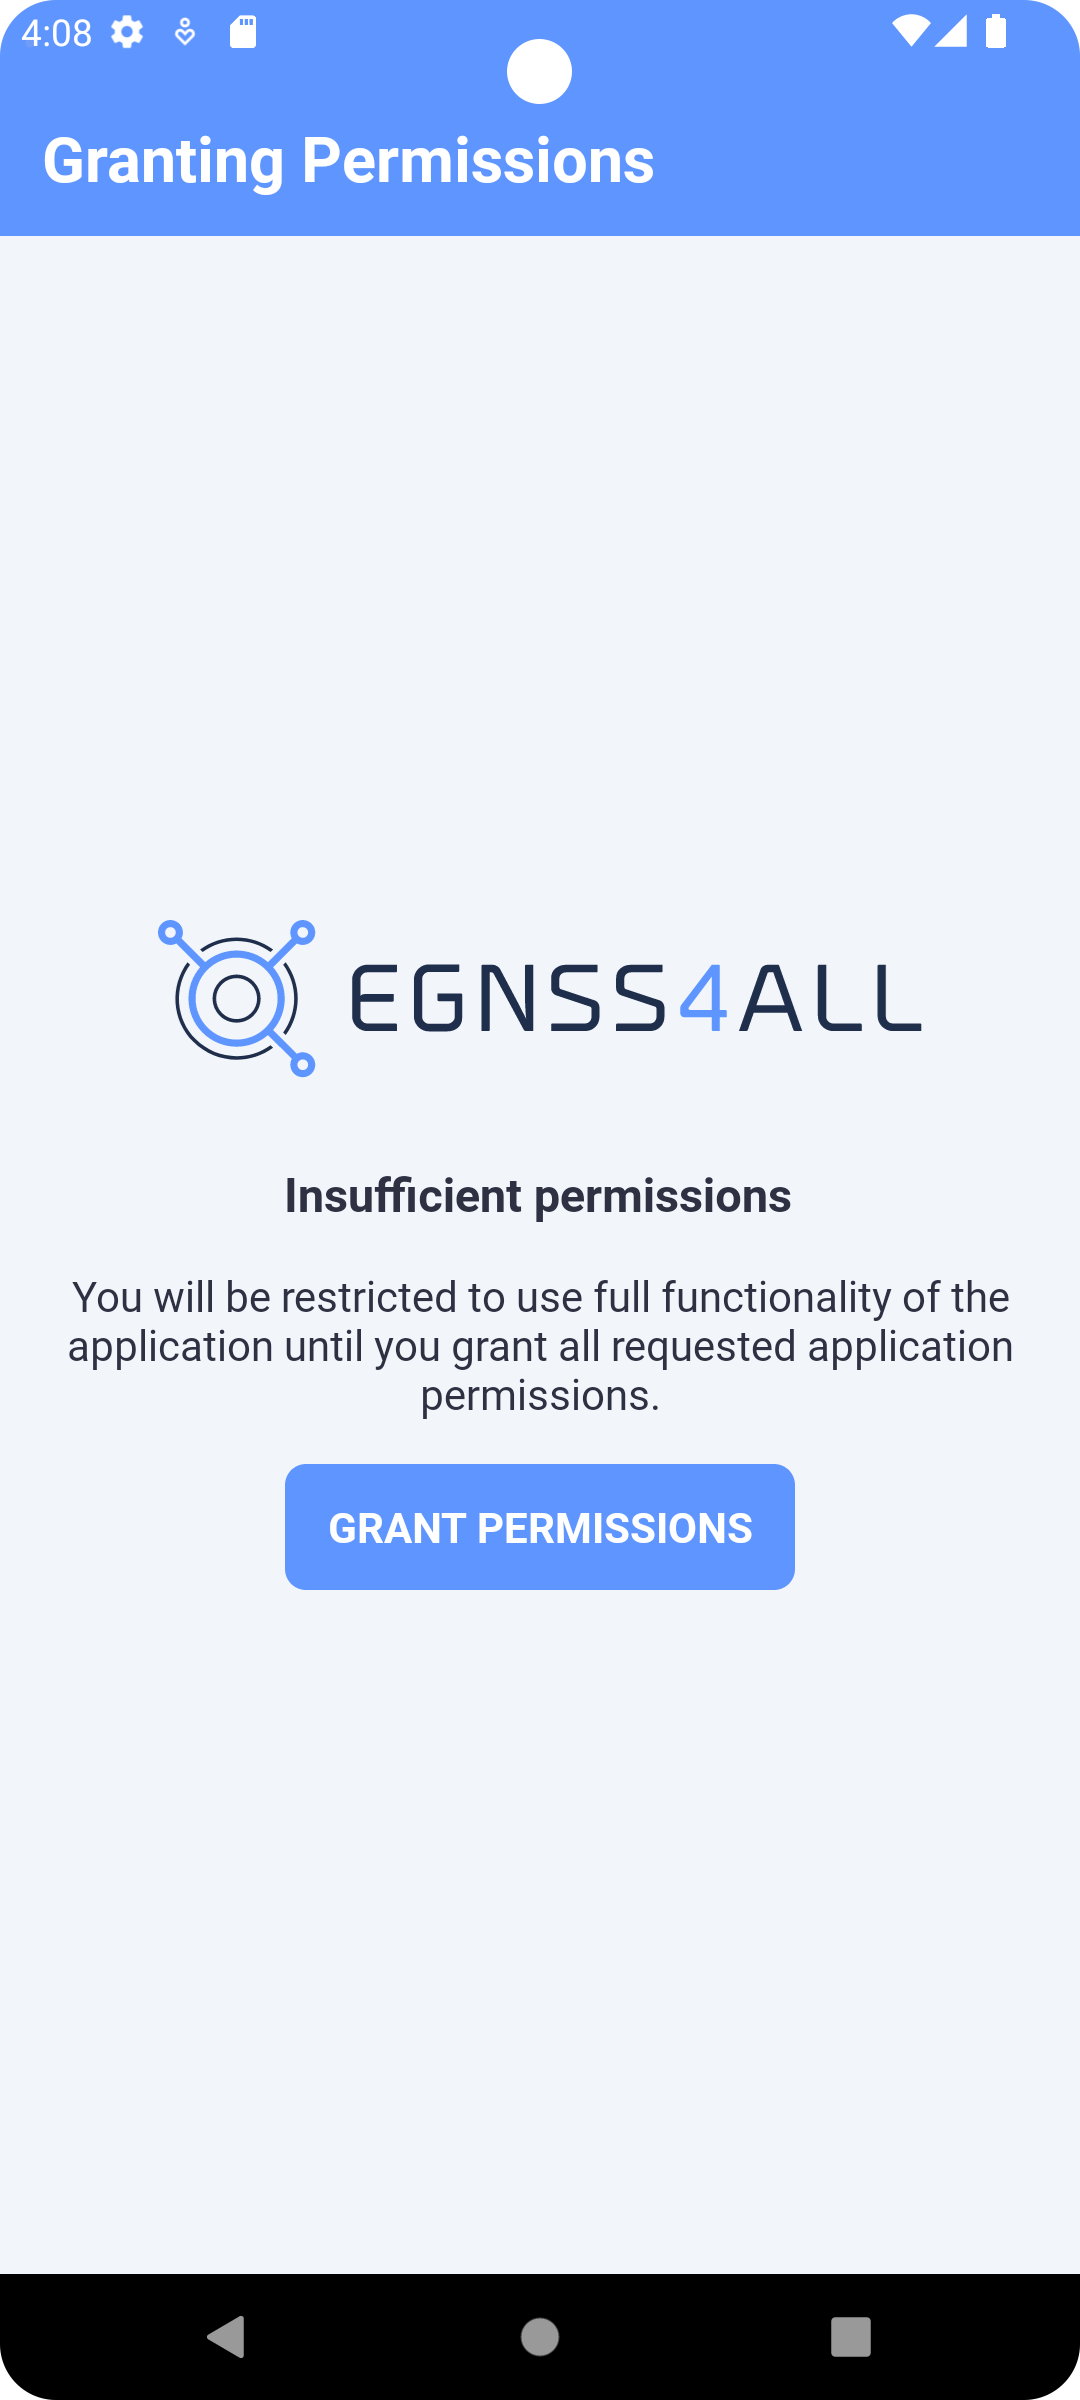 4:08
Granting Permissions
EGNSS4ALL
Insufficient permissions
You will be restricted to use full functionality of the
application until you grant all requested application
permissions.
GRANT PERMISSIONS